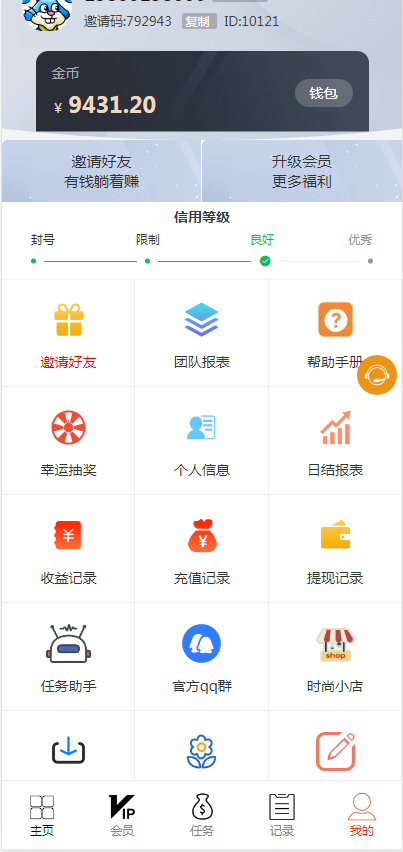 邀请码:792943 复制 ID:10121
金币
¥ 9431.20
钱包
邀请好友
有钱躺着赚
升级会员
更多福利
信用等级
封号 限制 良好 优秀
邀请好友 团队报表 帮助手册
幸运抽奖 个人信息 日结报表
收益记录 充值记录 提现记录
shop
任务助手 官方qq群 时尚小店
VIP
主页 会员 任务 记录 我的